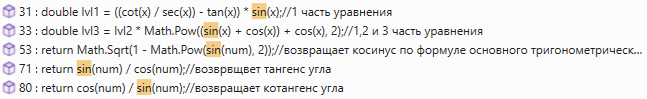 31 : double lvl1 = ((cot(x) / sec(x)) - tan(x)) * sin(x);//1 часть уравнения
33 : double lvl3 = lvl2 * Math.Pow((sin(x) + cos(x)) + cos(x), 2);//1,2 и 3 часть уравнения
53 : return Math.Sqrt(1 - Math.Pow(sin(num), 2));//возвращает косинус по формуле основного тригонометрическ...
71 : return sin(num) / cos(num);//возврвщает тангенс угла
80 : return cos(num) / sin(num);//возвращает котангенс угла